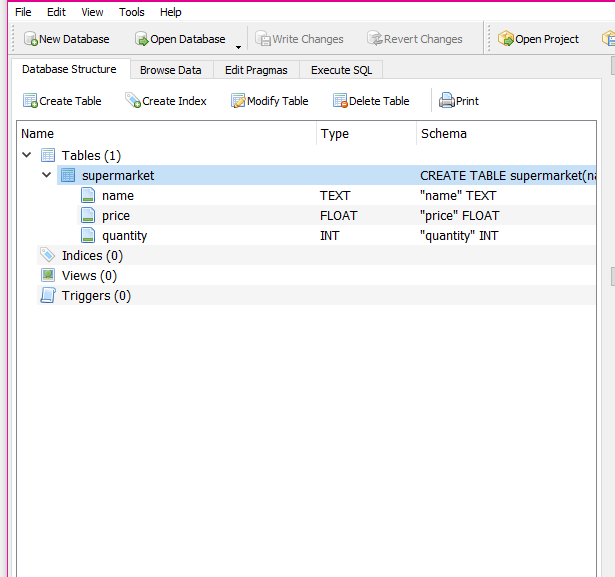 File Edit View Tools Help
New Database Open Database Write Changes Revert Changes Open Project
Database Structure Browse Data Edit Pragmas Execute SQL
Create Table Create Index Modify Table Delete Table Print
Name Type Schema
Tables (1)
supermarket CREATE TABLE supermarket(na
name TEXT "name" TEXT
price FLOAT "price" FLOAT
quantity INT "quantity" INT
Indices (0)
Views (0)
Triggers (0)